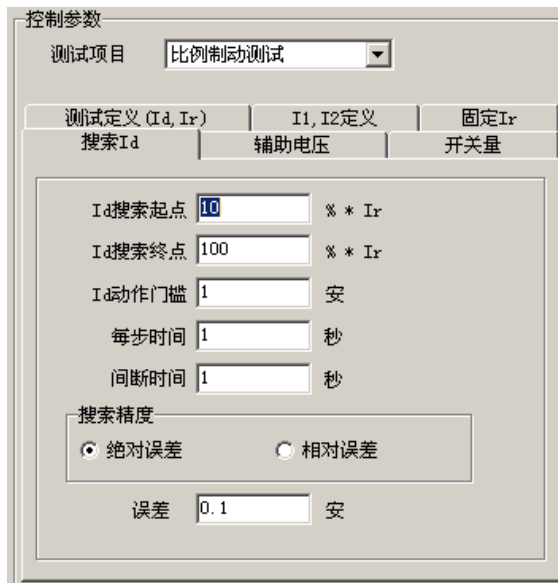 控制参数
测试项目 比例制动测试
测试定义(Id,Ir) I1,I2定义 固定Ir
搜索Id 辅助电压 开关量
Id搜索起点 10 % * Ir
Id搜索终点 100 % * Ir
Id动作门槛 1 安
每步时间 1 秒
间断时间 1 秒
搜索精度
绝对误差 相对误差
误差 0.1 安